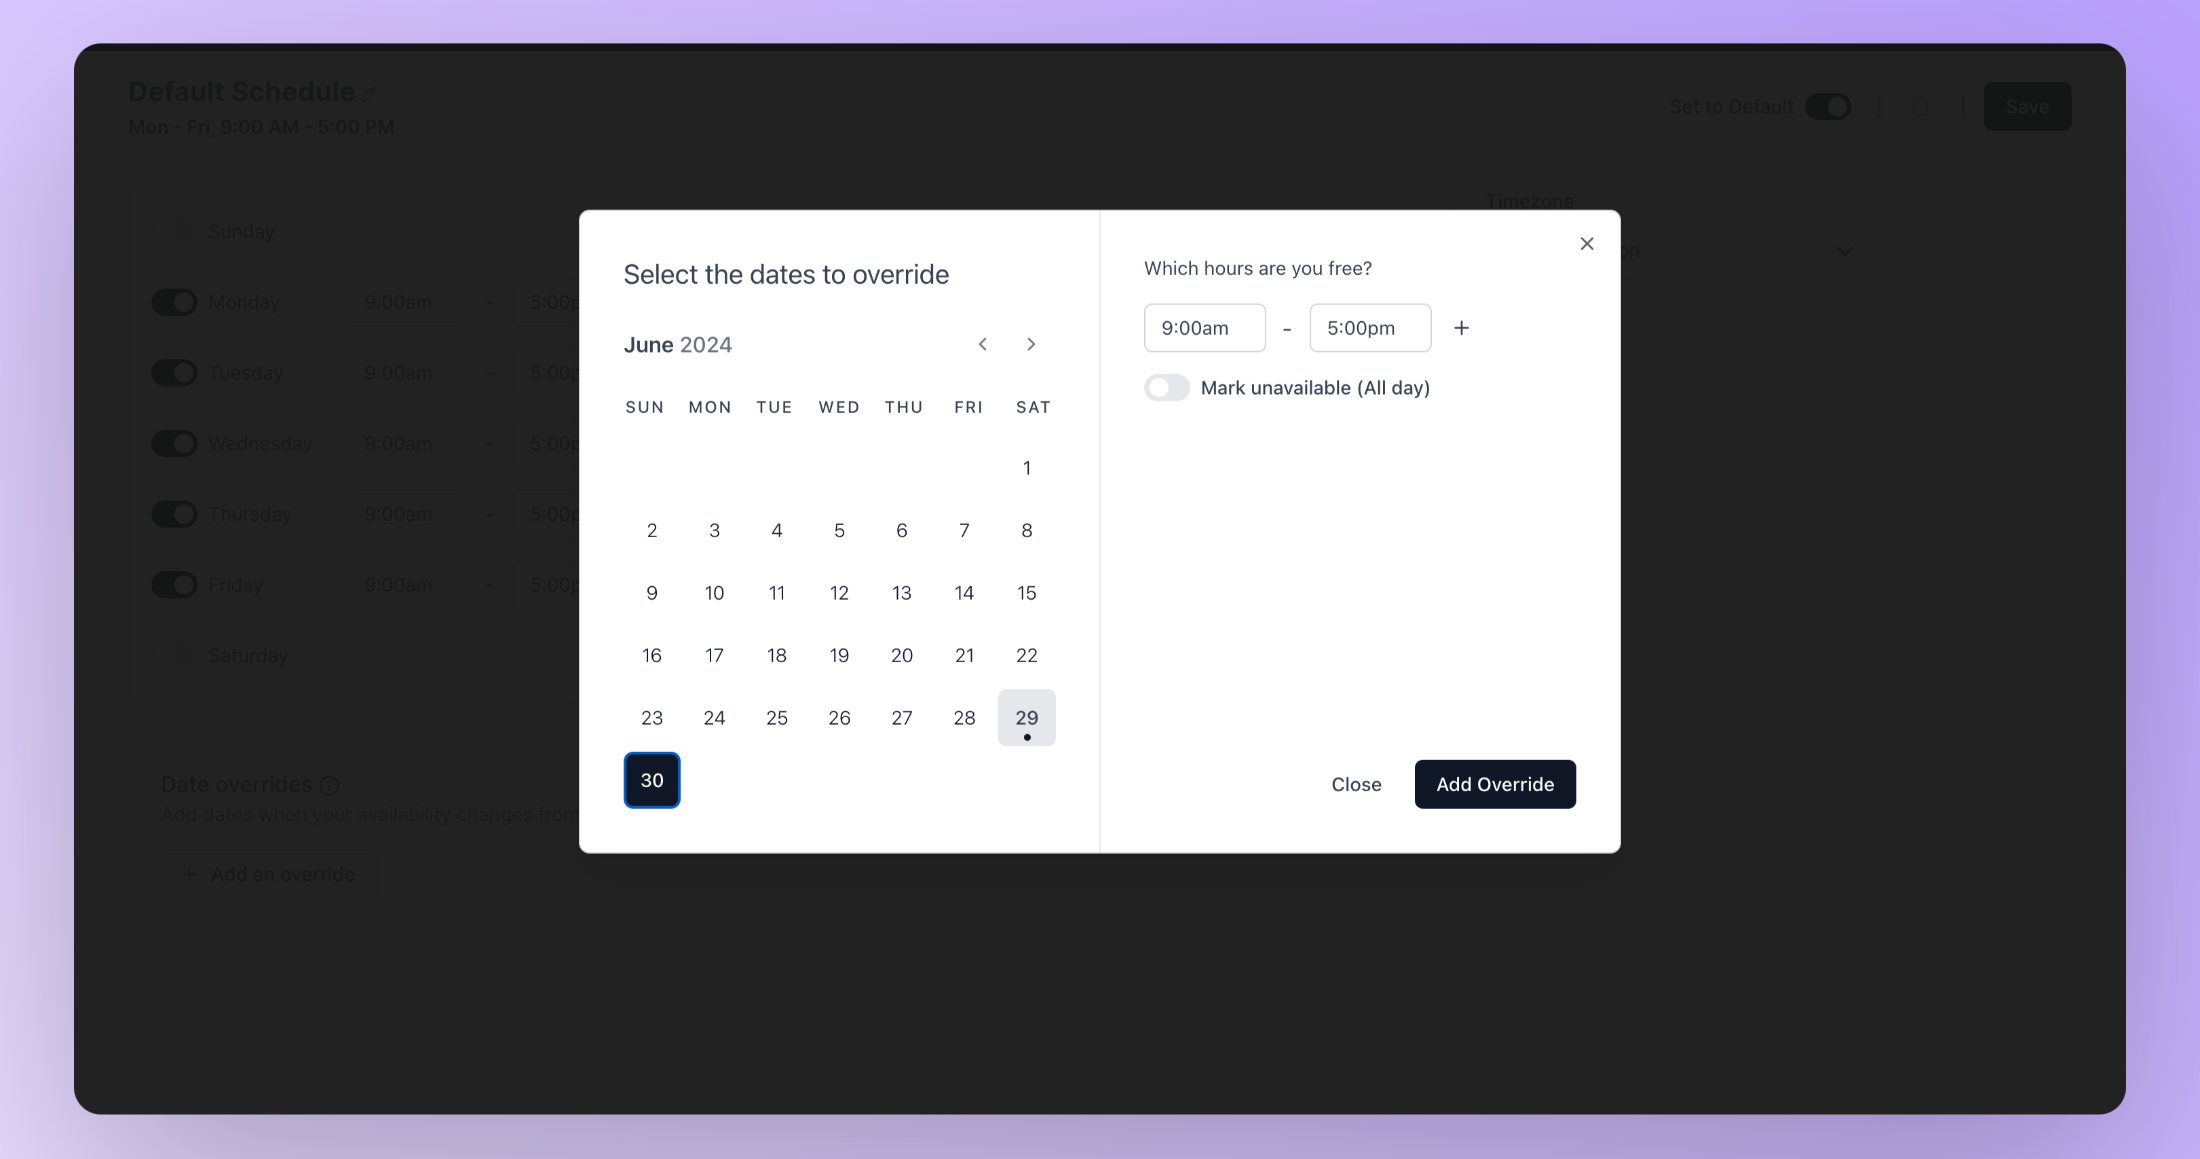 Default Schedule
Mon - Fri, 9:00 AM - 5:00 PM
Set to Default
Save
Timezone
Sunday
Monday 9:00am - 5:00p
Tuesday 9:00am - 5:00p
Wednesday 9:00am - 5:00p
Thursday 9:00am - 5:00p
Friday 9:00am - 5:00p
Saturday
Date overrides
Add dates when your availability changes from
+ Add an override
Select the dates to override
June 2024
SUN MON TUE WED THU FRI SAT
1
2 3 4 5 6 7 8
9 10 11 12 13 14 15
16 17 18 19 20 21 22
23 24 25 26 27 28 29
30
Which hours are you free?
9:00am - 5:00pm +
Mark unavailable (All day)
Close
Add Override